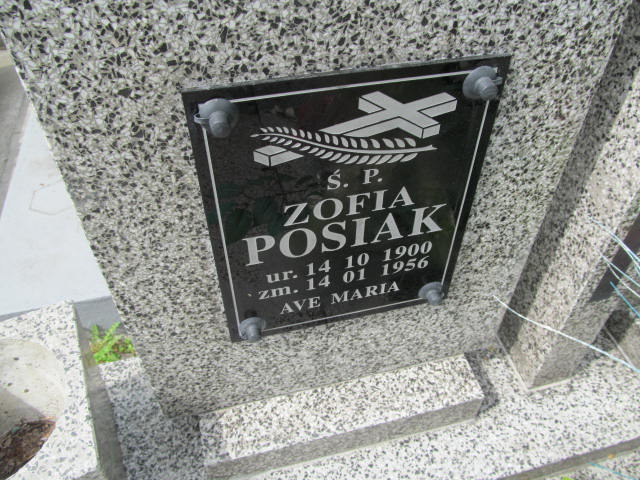 Ś. P.
ZOFIA
POSIAK
ur. 14 10 1900
zm. 14 01 1956
AVE MARIA